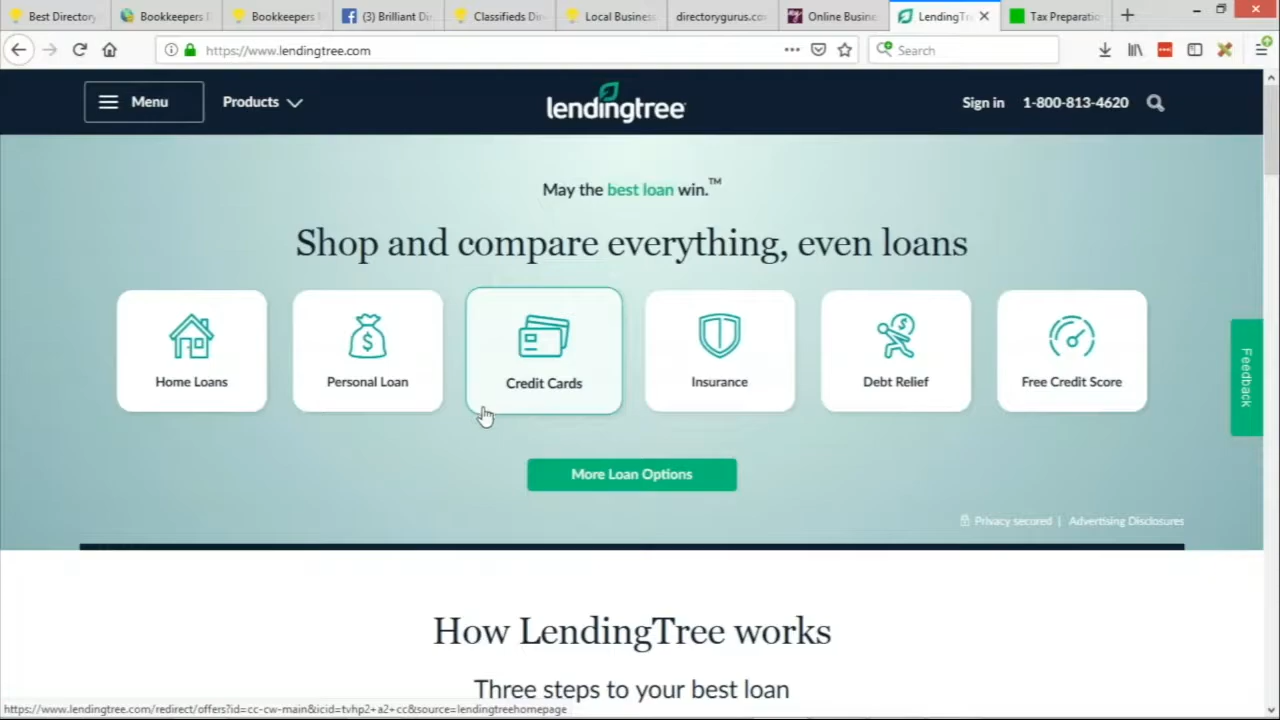 Best Directory
Bookkeepers
Bookkeepers
(3) Brilliant Di
Classifieds Dir
Local Business
directorygurus.co
Online Busine
LendingTr
Tax Preparatio
https://www.lendingtree.com
Search
Menu
Products
lendingtree
Sign in
1-800-813-4620
May the best loan win.™
Shop and compare everything, even loans
Home Loans
Personal Loan
Credit Cards
Insurance
Debt Relief
Free Credit Score
Feedback
More Loan Options
Privacy secured | Advertising Disclosures
How LendingTree works
Three steps to your best loan
https://www.lendingtree.com/redirect/offers?id=cc-cw-main&icid=tvhp2+a2+cc&source=lendingtreehomepage